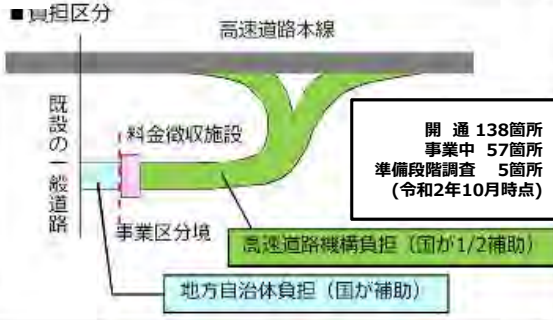 ■負担区分
高速道路本線
既設の一般道路
料金徴収施設
開 通 138箇所
事業中 57箇所
準備段階調査 5箇所
(令和2年10月時点)
事業区分境
高速道路機構負担（国が1/2補助）
地方自治体負担（国が補助）